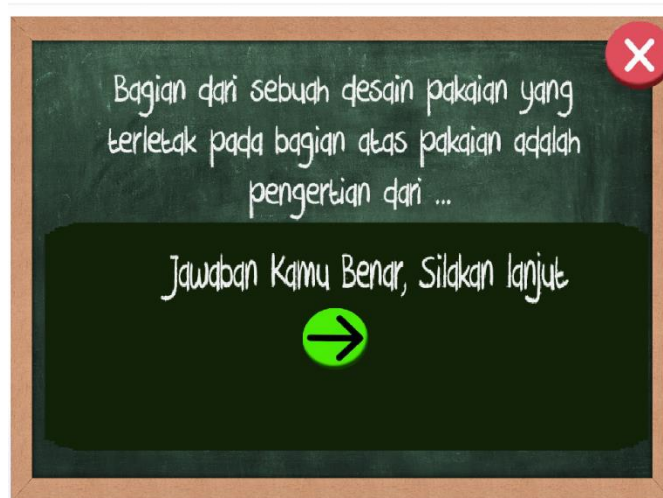 Bagian dari sebuah desain pakaian yang
terletak pada bagian atas pakaian adalah
pengertian dari ...
Jawaban Kamu Benar, Silakan lanjut